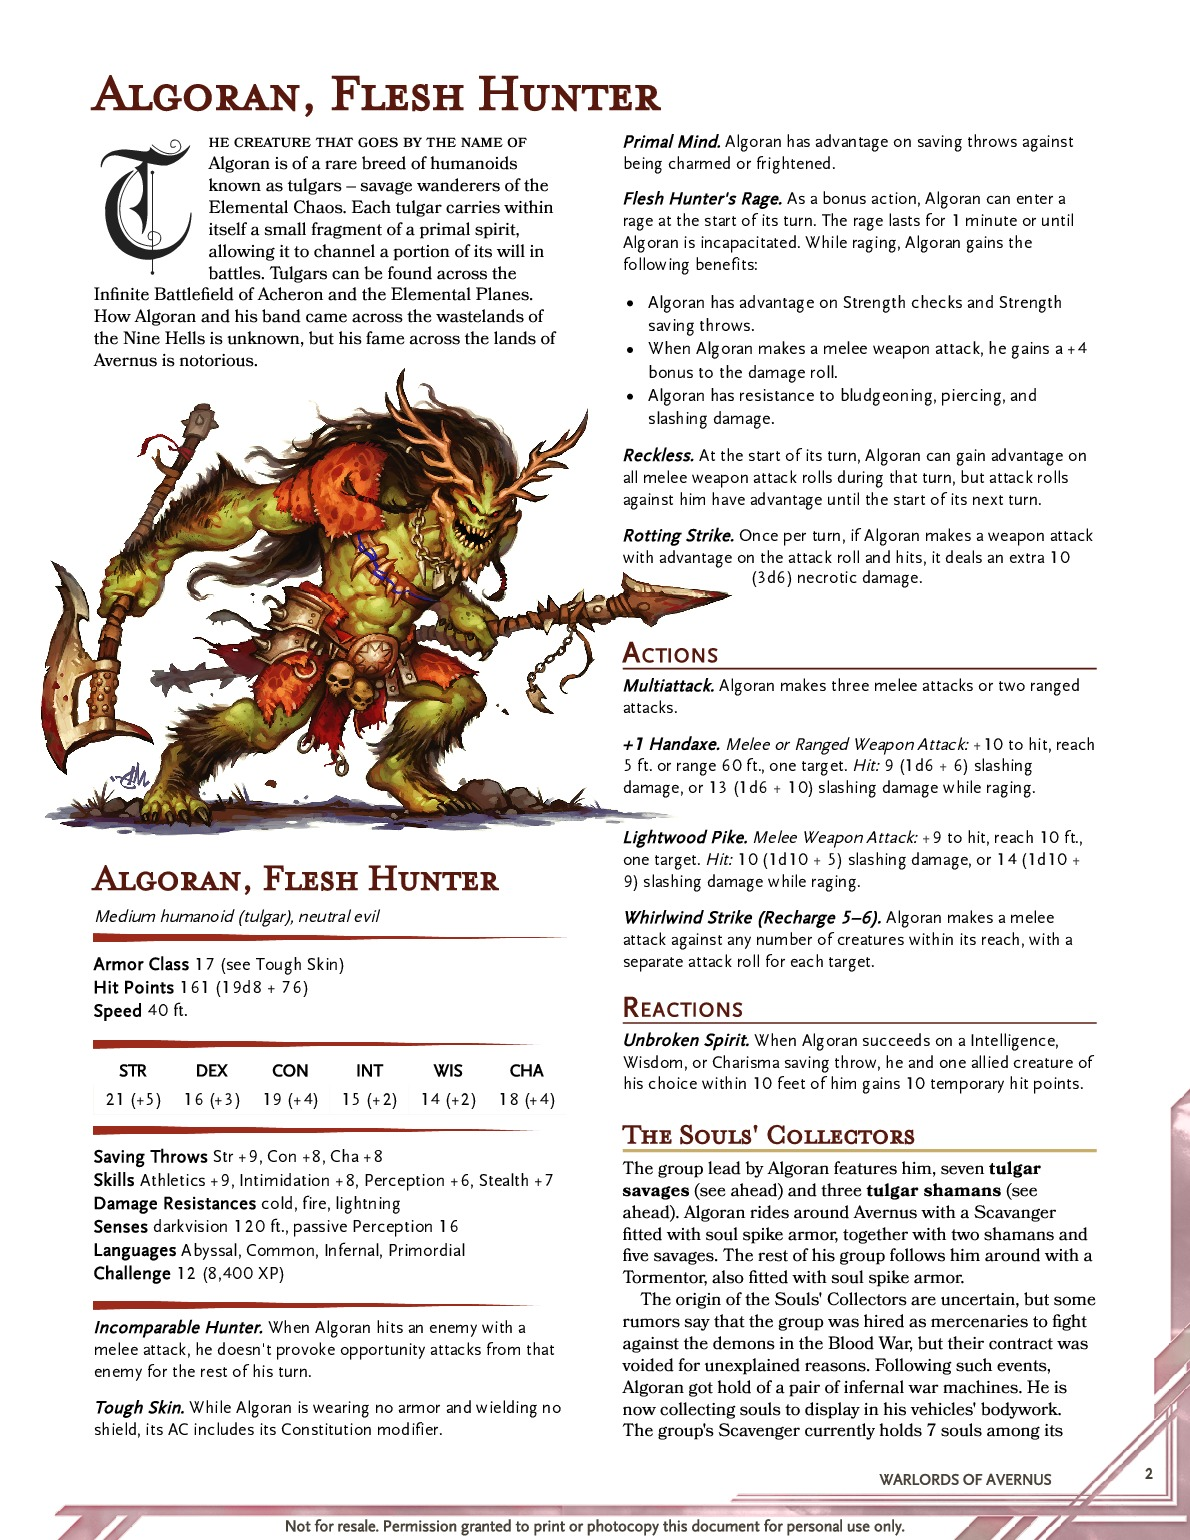 Algoran, Flesh Hunter
The creature that goes by the name of
Algoran is of a rare breed of humanoids
known as tulgars – savage wanderers of the
Elemental Chaos. Each tulgar carries within
itself a small fragment of a primal spirit,
allowing it to channel a portion of its will in
battles. Tulgars can be found across the
Infinite Battlefield of Acheron and the Elemental Planes.
How Algoran and his band came across the wastelands of
the Nine Hells is unknown, but his fame across the lands of
Avernus is notorious.
Algoran, Flesh Hunter
Medium humanoid (tulgar), neutral evil
Armor Class 17 (see Tough Skin)
Hit Points 161 (19d8 + 76)
Speed 40 ft.
STR DEX CON INT WIS CHA
21 (+5) 16 (+3) 19 (+4) 15 (+2) 14 (+2) 18 (+4)
Saving Throws Str +9, Con +8, Cha +8
Skills Athletics +9, Intimidation +8, Perception +6, Stealth +7
Damage Resistances cold, fire, lightning
Senses darkvision 120 ft., passive Perception 16
Languages Abyssal, Common, Infernal, Primordial
Challenge 12 (8,400 XP)
Incomparable Hunter. When Algoran hits an enemy with a
melee attack, he doesn't provoke opportunity attacks from that
enemy for the rest of his turn.
Tough Skin. While Algoran is wearing no armor and wielding no
shield, its AC includes its Constitution modifier.
Primal Mind. Algoran has advantage on saving throws against
being charmed or frightened.
Flesh Hunter's Rage. As a bonus action, Algoran can enter a
rage at the start of its turn. The rage lasts for 1 minute or until
Algoran is incapacitated. While raging, Algoran gains the
following benefits:
• Algoran has advantage on Strength checks and Strength
saving throws.
• When Algoran makes a melee weapon attack, he gains a +4
bonus to the damage roll.
• Algoran has resistance to bludgeoning, piercing, and
slashing damage.
Reckless. At the start of its turn, Algoran can gain advantage on
all melee weapon attack rolls during that turn, but attack rolls
against him have advantage until the start of its next turn.
Rotting Strike. Once per turn, if Algoran makes a weapon attack
with advantage on the attack roll and hits, it deals an extra 10
(3d6) necrotic damage.
Actions
Multiattack. Algoran makes three melee attacks or two ranged
attacks.
+1 Handaxe. Melee or Ranged Weapon Attack: +10 to hit, reach
5 ft. or range 60 ft., one target. Hit: 9 (1d6 + 6) slashing
damage, or 13 (1d6 + 10) slashing damage while raging.
Lightwood Pike. Melee Weapon Attack: +9 to hit, reach 10 ft.,
one target. Hit: 10 (1d10 + 5) slashing damage, or 14 (1d10 +
9) slashing damage while raging.
Whirlwind Strike (Recharge 5–6). Algoran makes a melee
attack against any number of creatures within its reach, with a
separate attack roll for each target.
Reactions
Unbroken Spirit. When Algoran succeeds on a Intelligence,
Wisdom, or Charisma saving throw, he and one allied creature of
his choice within 10 feet of him gains 10 temporary hit points.
The Souls' Collectors
The group lead by Algoran features him, seven tulgar
savages (see ahead) and three tulgar shamans (see
ahead). Algoran rides around Avernus with a Scavanger
fitted with soul spike armor, together with two shamans and
five savages. The rest of his group follows him around with a
Tormentor, also fitted with soul spike armor.
The origin of the Souls' Collectors are uncertain, but some
rumors say that the group was hired as mercenaries to fight
against the demons in the Blood War, but their contract was
voided for unexplained reasons. Following such events,
Algoran got hold of a pair of infernal war machines. He is
now collecting souls to display in his vehicles' bodywork.
The group's Scavenger currently holds 7 souls among its
WARLORDS OF AVERNUS
2
Not for resale. Permission granted to print or photocopy this document for personal use only.